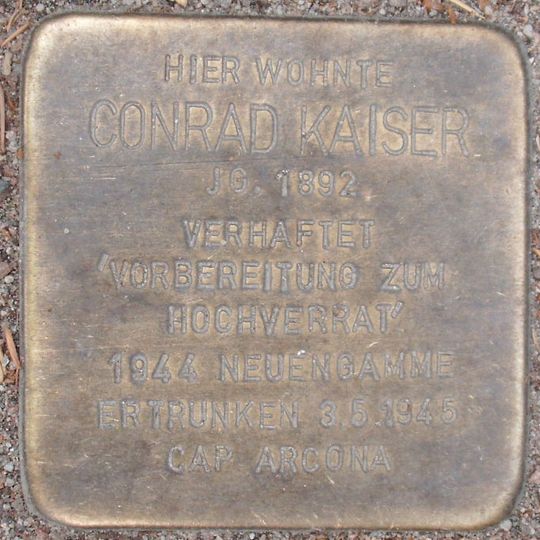 HIER WOHNTE
CONRAD KAISER
JG. 1892
VERHAFTET
'VORBEREITUNG ZUM
HOCHVERRAT'
1944 NEUENGAMME
ERTRUNKEN 3.5.1945
CAP ARCONA